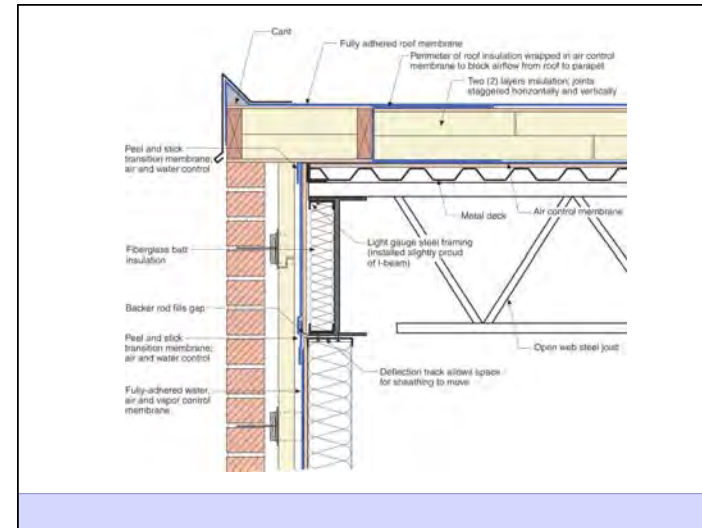 Cant
Fully adhered roof membrane
Perimeter of roof insulation wrapped in air control
membrane to block airflow from roof to parapet
Two (2) layers insulation; joints
staggered horizontally and vertically
Peel and stick
transition membrane;
air and water control
Metal deck
Air control membrane
Light gauge steel framing
(installed slightly proud
of I-beam)
Fiberglass batt
insulation
Backer rod fills gap
Peel and stick
transition membrane;
air and water control
Open web steel joist
Deflection track allows space
for sheathing to move
Fully-adhered water,
air and vapor control
membrane